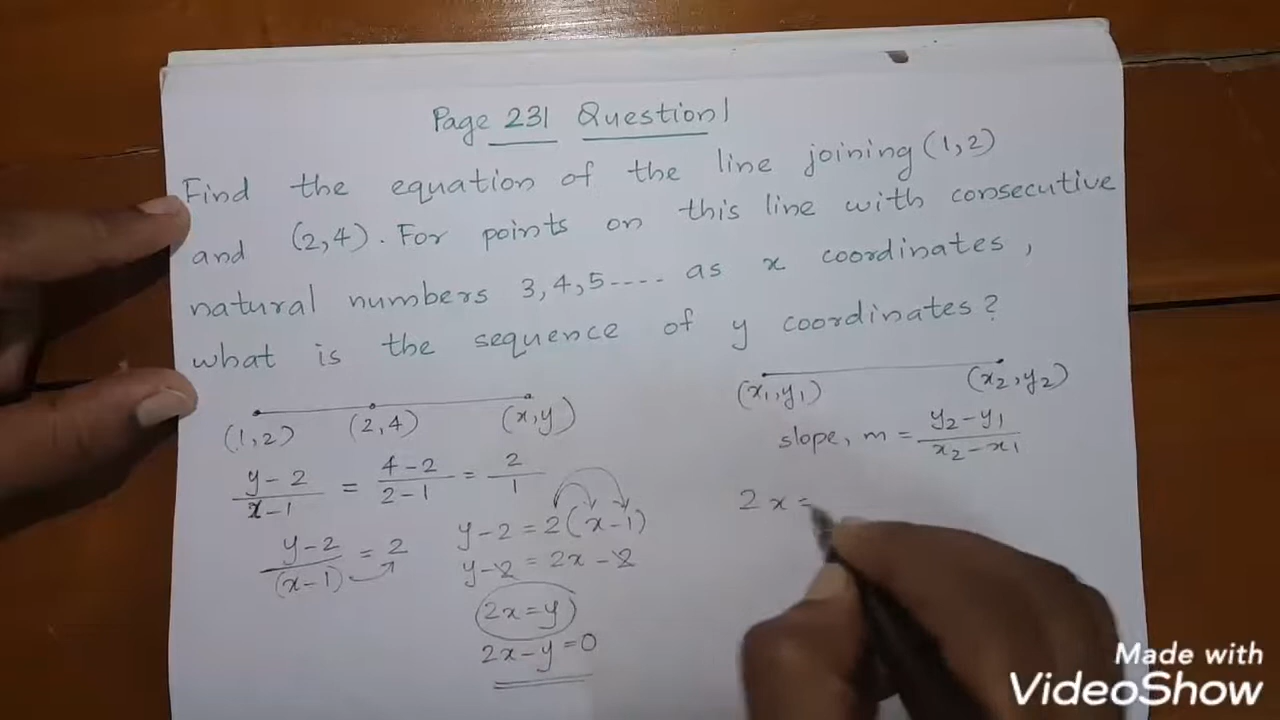 Page 231 Question 1
Find the equation of the line joining (1,2)
and (2,4). For points on this line with consecutive
natural numbers 3,4,5---- as x coordinates,
what is the sequence of y coordinates?
(1,2) (2,4) (x,y)
(x₁,y₁) (x₂,y₂)
slope, m = y₂-y₁ / x₂-x₁
y-2 / x-1 = 4-2 / 2-1 = 2 / 1
y-2 / (x-1) = 2
y-2 = 2(x-1)
y-2 = 2x-2
2x=y
2x-y=0
2x=
Made with
VideoShow